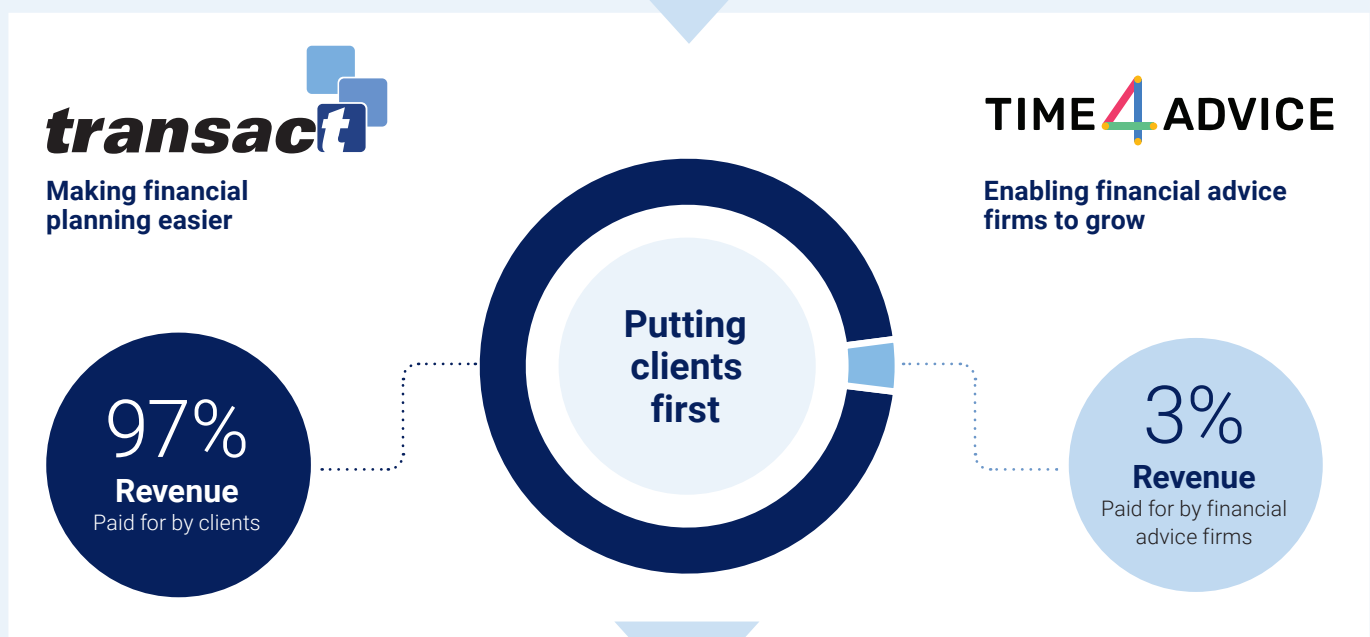 transact
Making financial
planning easier
97%
Revenue
Paid for by clients
Putting
clients
first
TIME4ADVICE
Enabling financial advice
firms to grow
3%
Revenue
Paid for by financial
advice firms